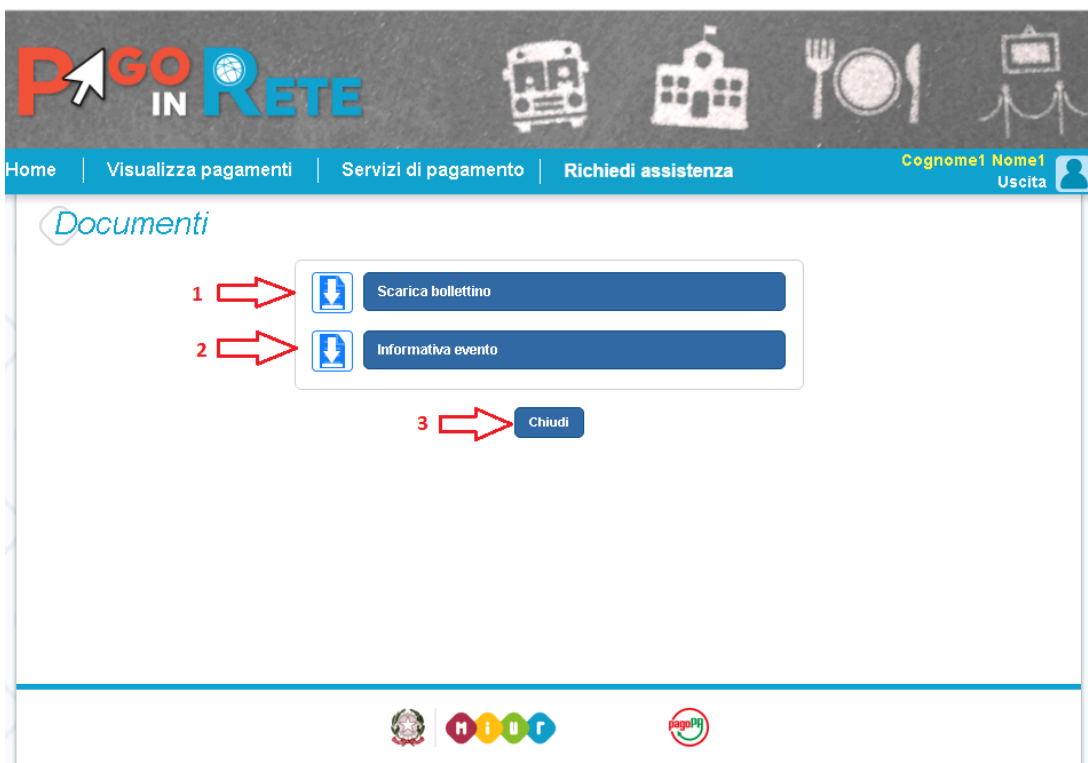 PAGO
IN RETE
Home Visualizza pagamenti Servizi di pagamento Richiedi assistenza Cognome1 Nome1
Uscita
Documenti
1 Scarica bollettino
2 Informativa evento
3 Chiudi
MIUr pagoPA